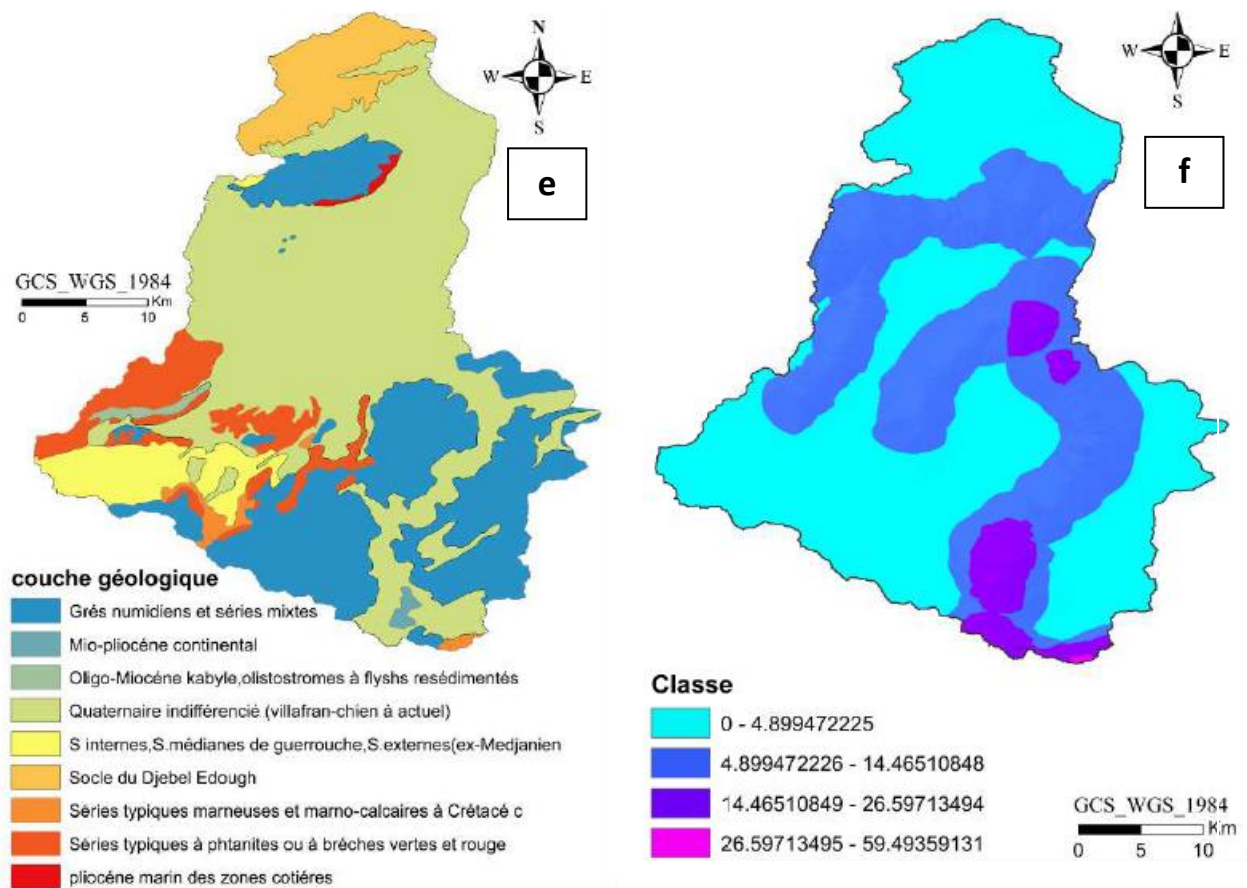 N
W E
S
e
GCS_WGS_1984
Km
0 5 10
couche géologique
Grés numidiens et séries mixtes
Mio-pliocéne continental
Oligo-Miocéne kabyle,olistostromes à flyshs resédimentés
Quaternaire indifférencié (villafran-chien à actuel)
S internes,S.médianes de guerrouche,S.externes(ex-Medjanien
Socle du Djebel Edough
Séries typiques marneuses et marno-calcaires à Crétacé c
Séries typiques à phtanites ou à brèches vertes et rouge
pliocéne marin des zones cotiéres
W E
S
f
Classe
0 - 4.899472225
4.899472226 - 14.46510848
14.46510849 - 26.59713494
26.59713495 - 59.49359131
GCS_WGS_1984
Km
0 5 10